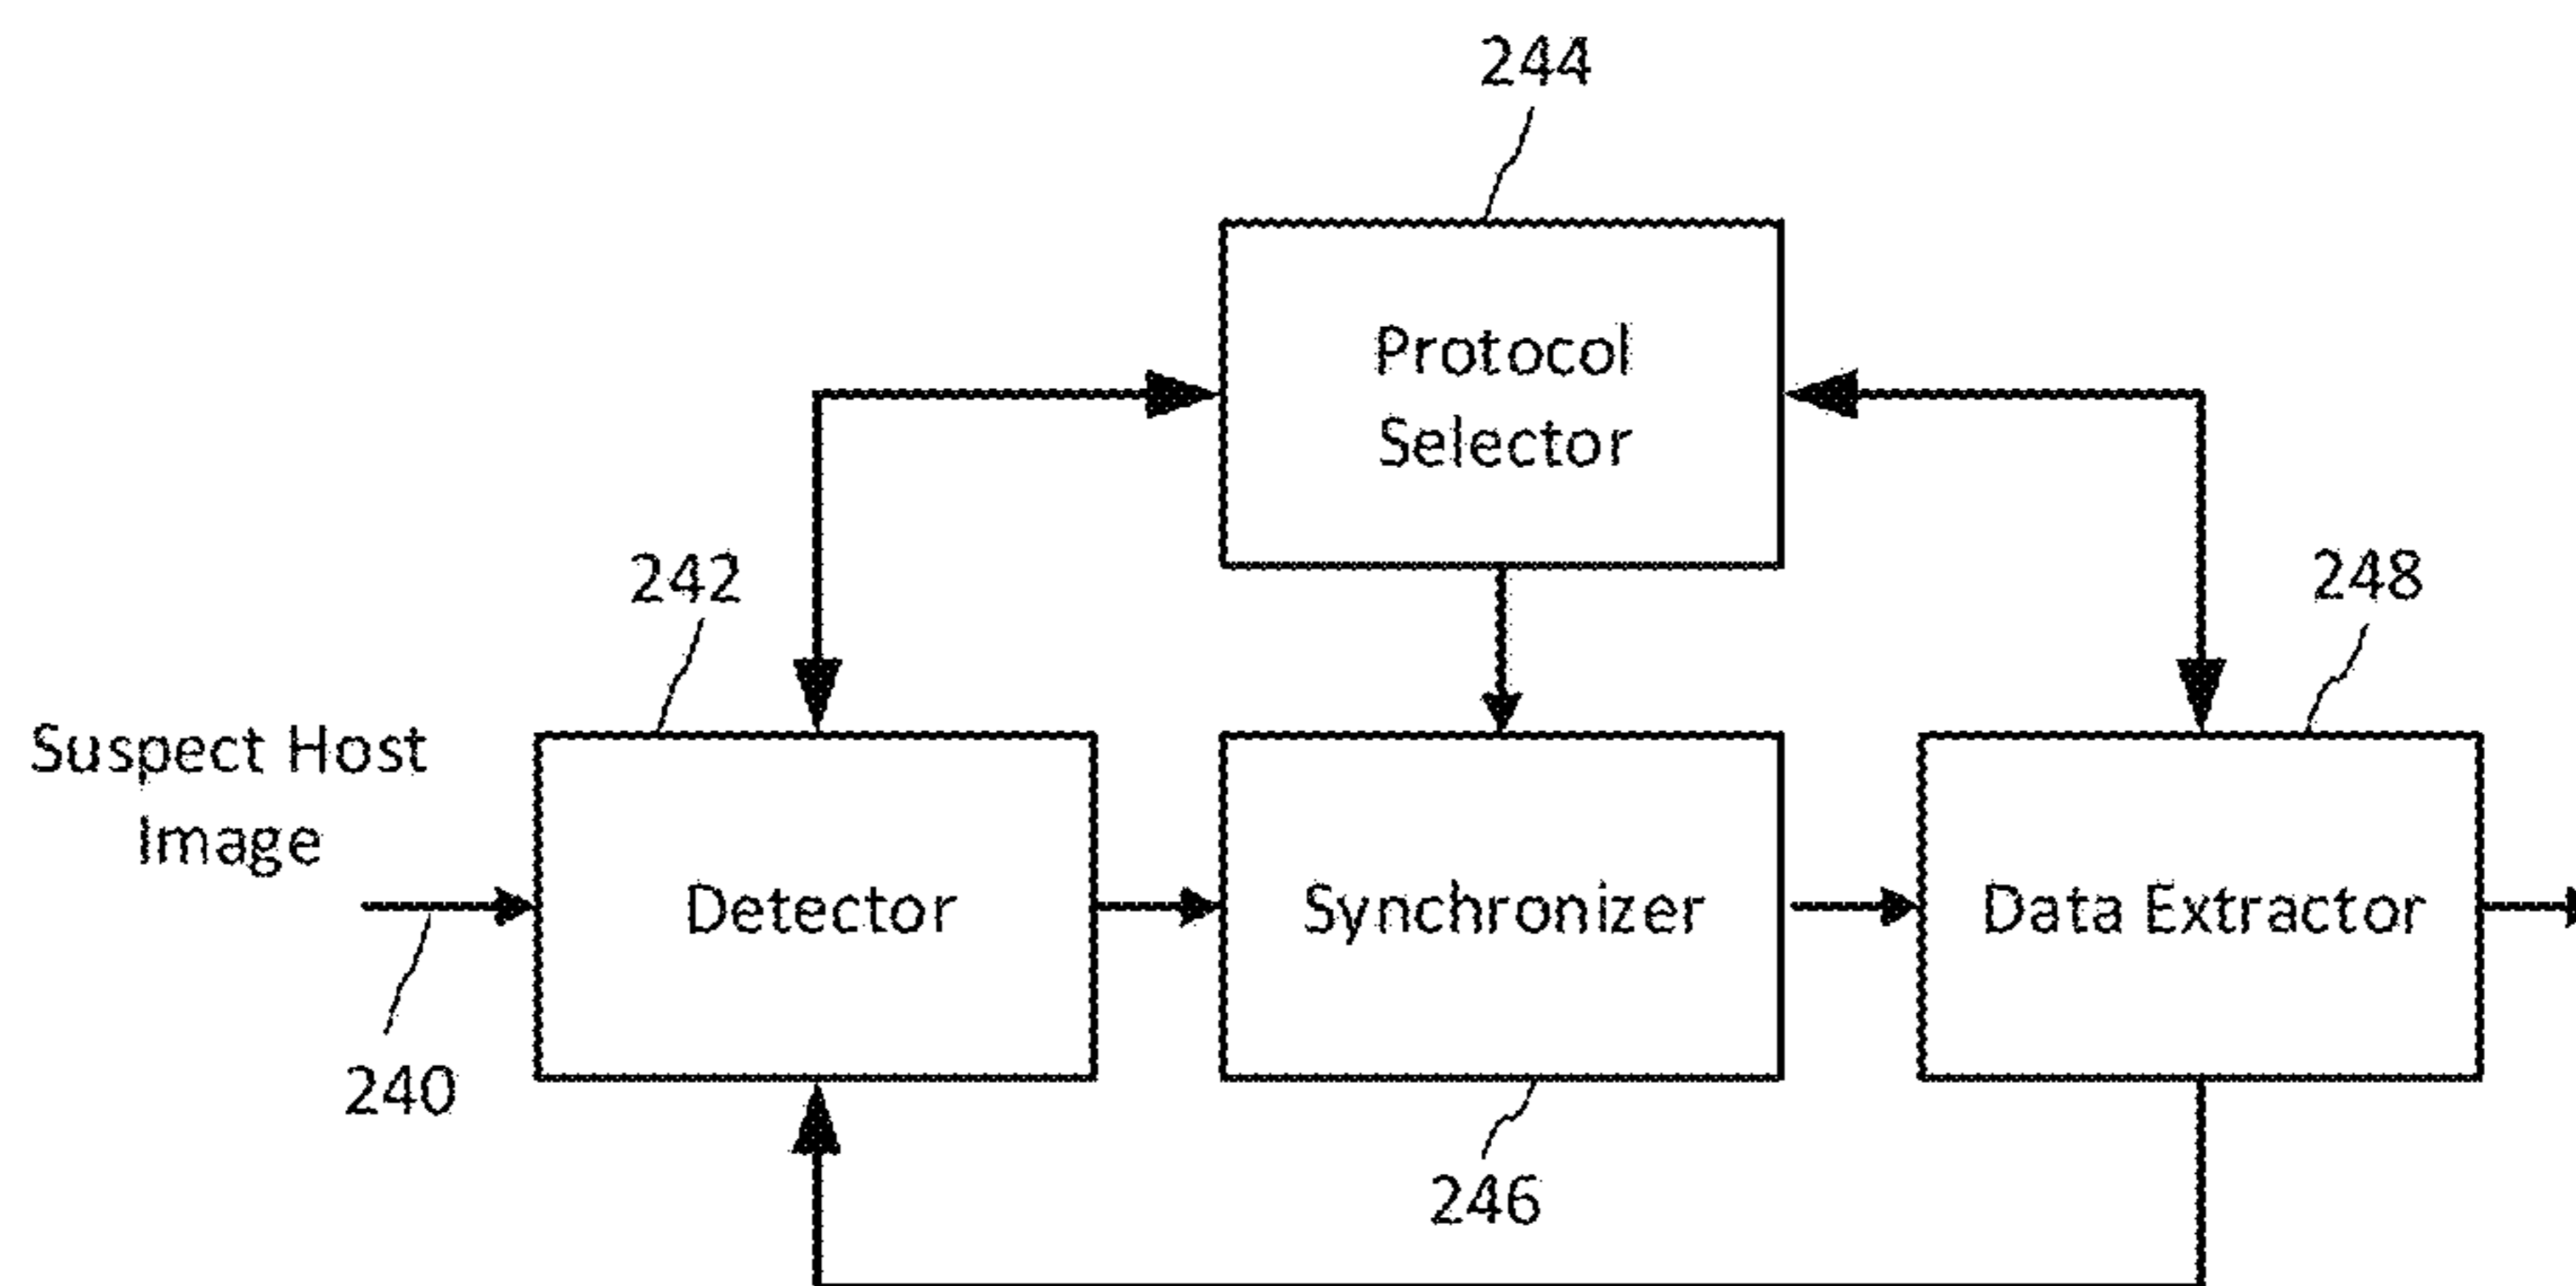 244
Protocol
Selector
242
248
Suspect Host
Image
Detector
Synchronizer
Data Extractor
240
246